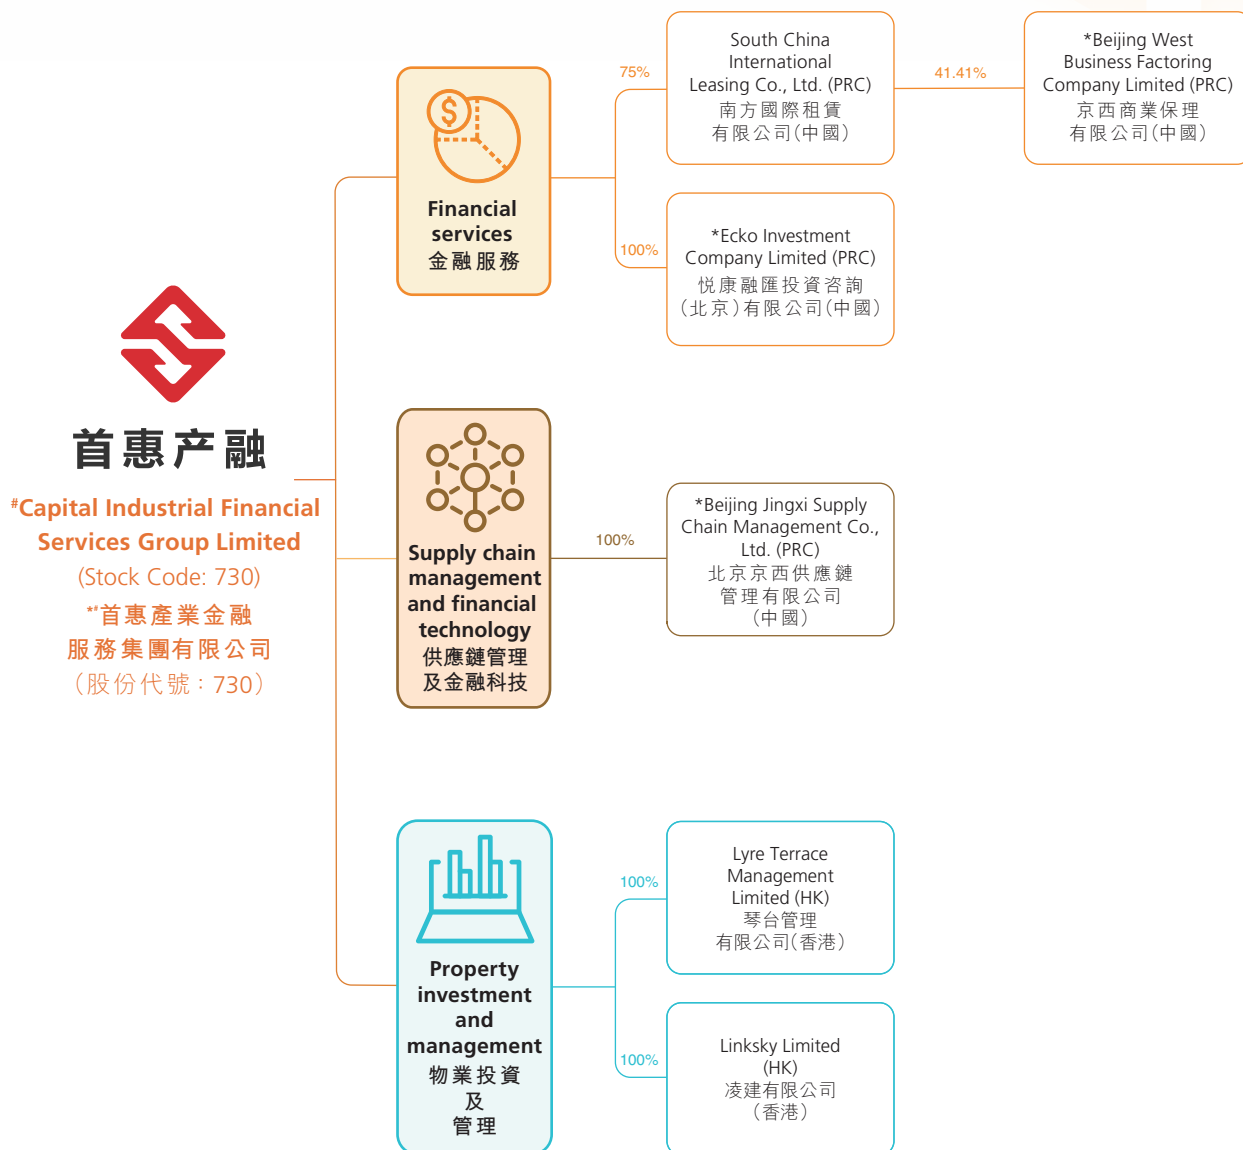 首惠产融
#Capital Industrial Financial
Services Group Limited
(Stock Code: 730)
*#首惠產業金融
服務集團有限公司
（股份代號：730）
$
Financial
services
金融服務
75%
South China
International
Leasing Co., Ltd. (PRC)
南方國際租賃
有限公司(中國)
41.41%
*Beijing West
Business Factoring
Company Limited (PRC)
京西商業保理
有限公司(中國)
100%
*Ecko Investment
Company Limited (PRC)
悅康融匯投資咨詢
(北京)有限公司(中國)
Supply chain
management
and financial
technology
供應鏈管理
及金融科技
100%
*Beijing Jingxi Supply
Chain Management Co.,
Ltd. (PRC)
北京京西供應鏈
管理有限公司
(中國)
Property
investment
and
management
物業投資
及
管理
100%
Lyre Terrace
Management
Limited (HK)
琴台管理
有限公司(香港)
100%
Linksky Limited
(HK)
凌建有限公司
(香港)